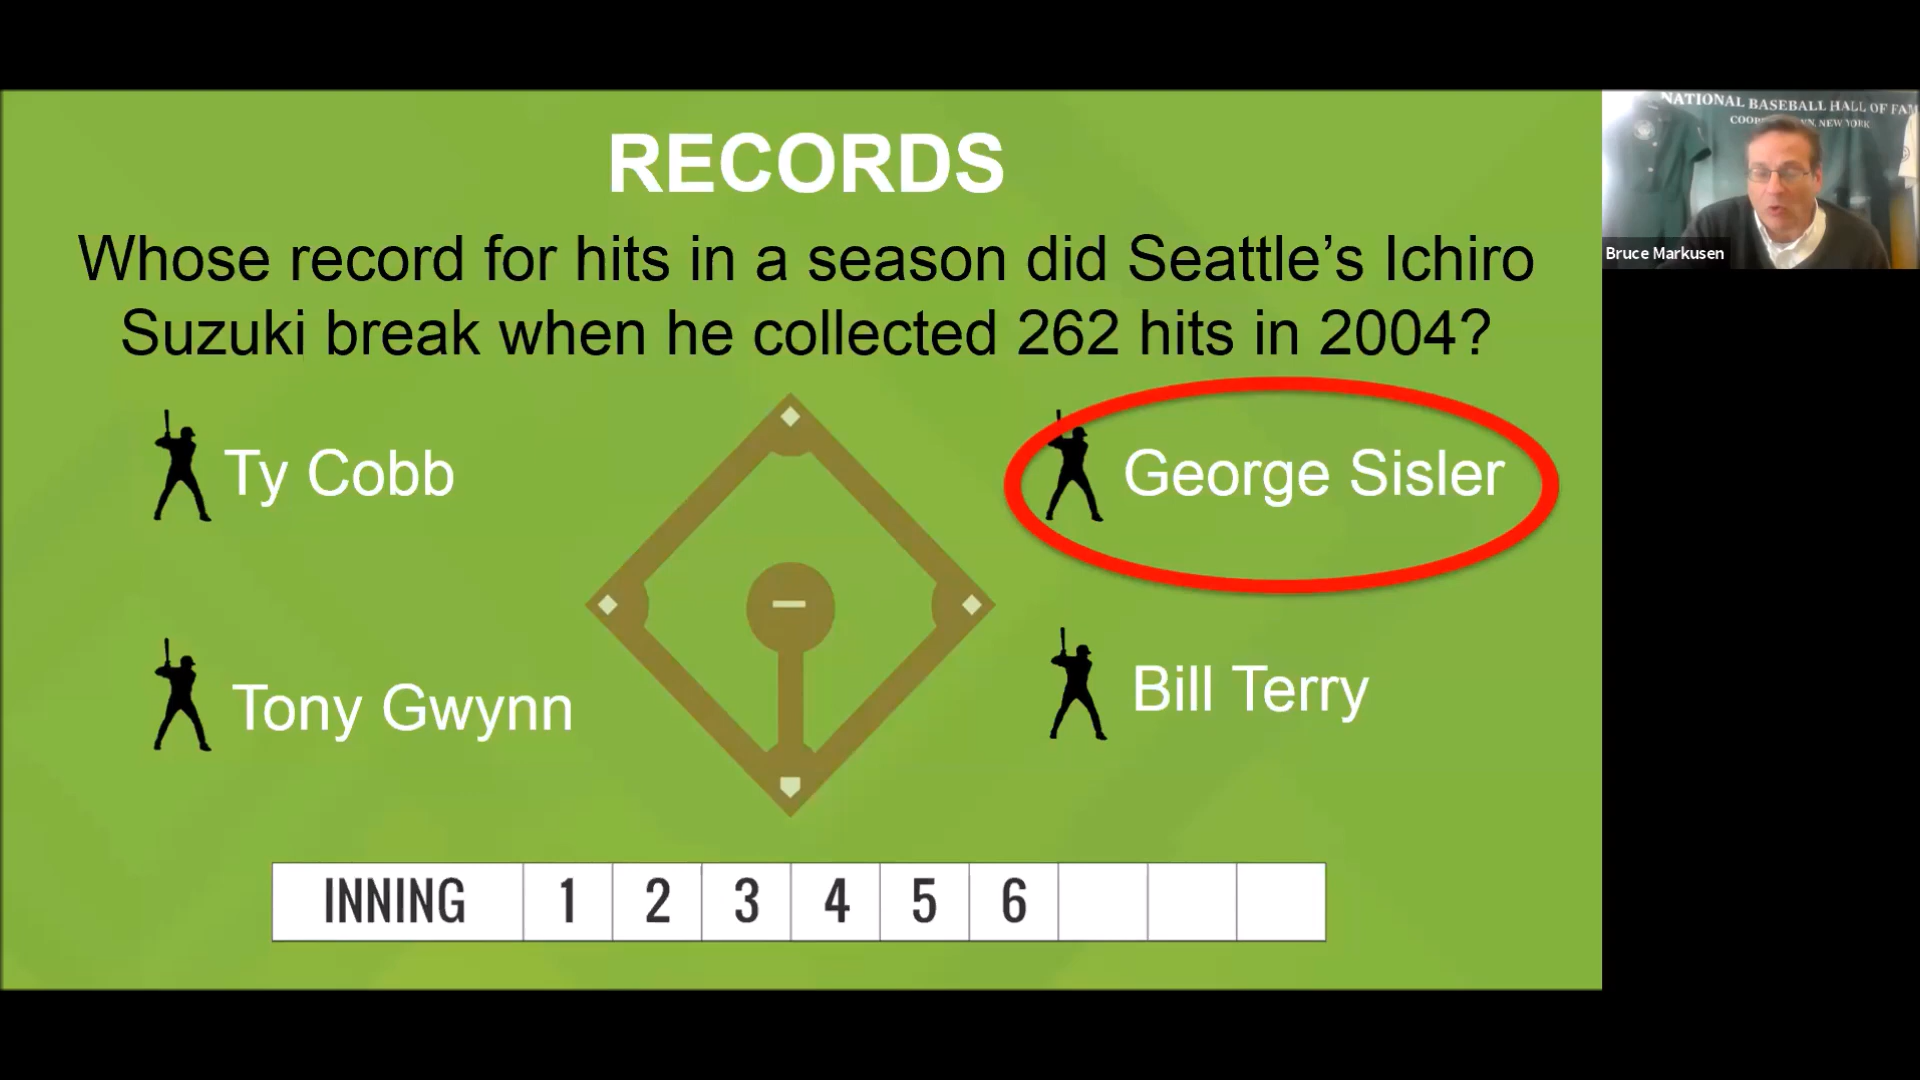 RECORDS
Whose record for hits in a season did Seattle’s Ichiro
Suzuki break when he collected 262 hits in 2004?
Ty Cobb
George Sisler
Tony Gwynn
Bill Terry
INNING 1 2 3 4 5 6
NATIONAL BASEBALL HALL OF FAM
NEW YORK
Bruce Markusen